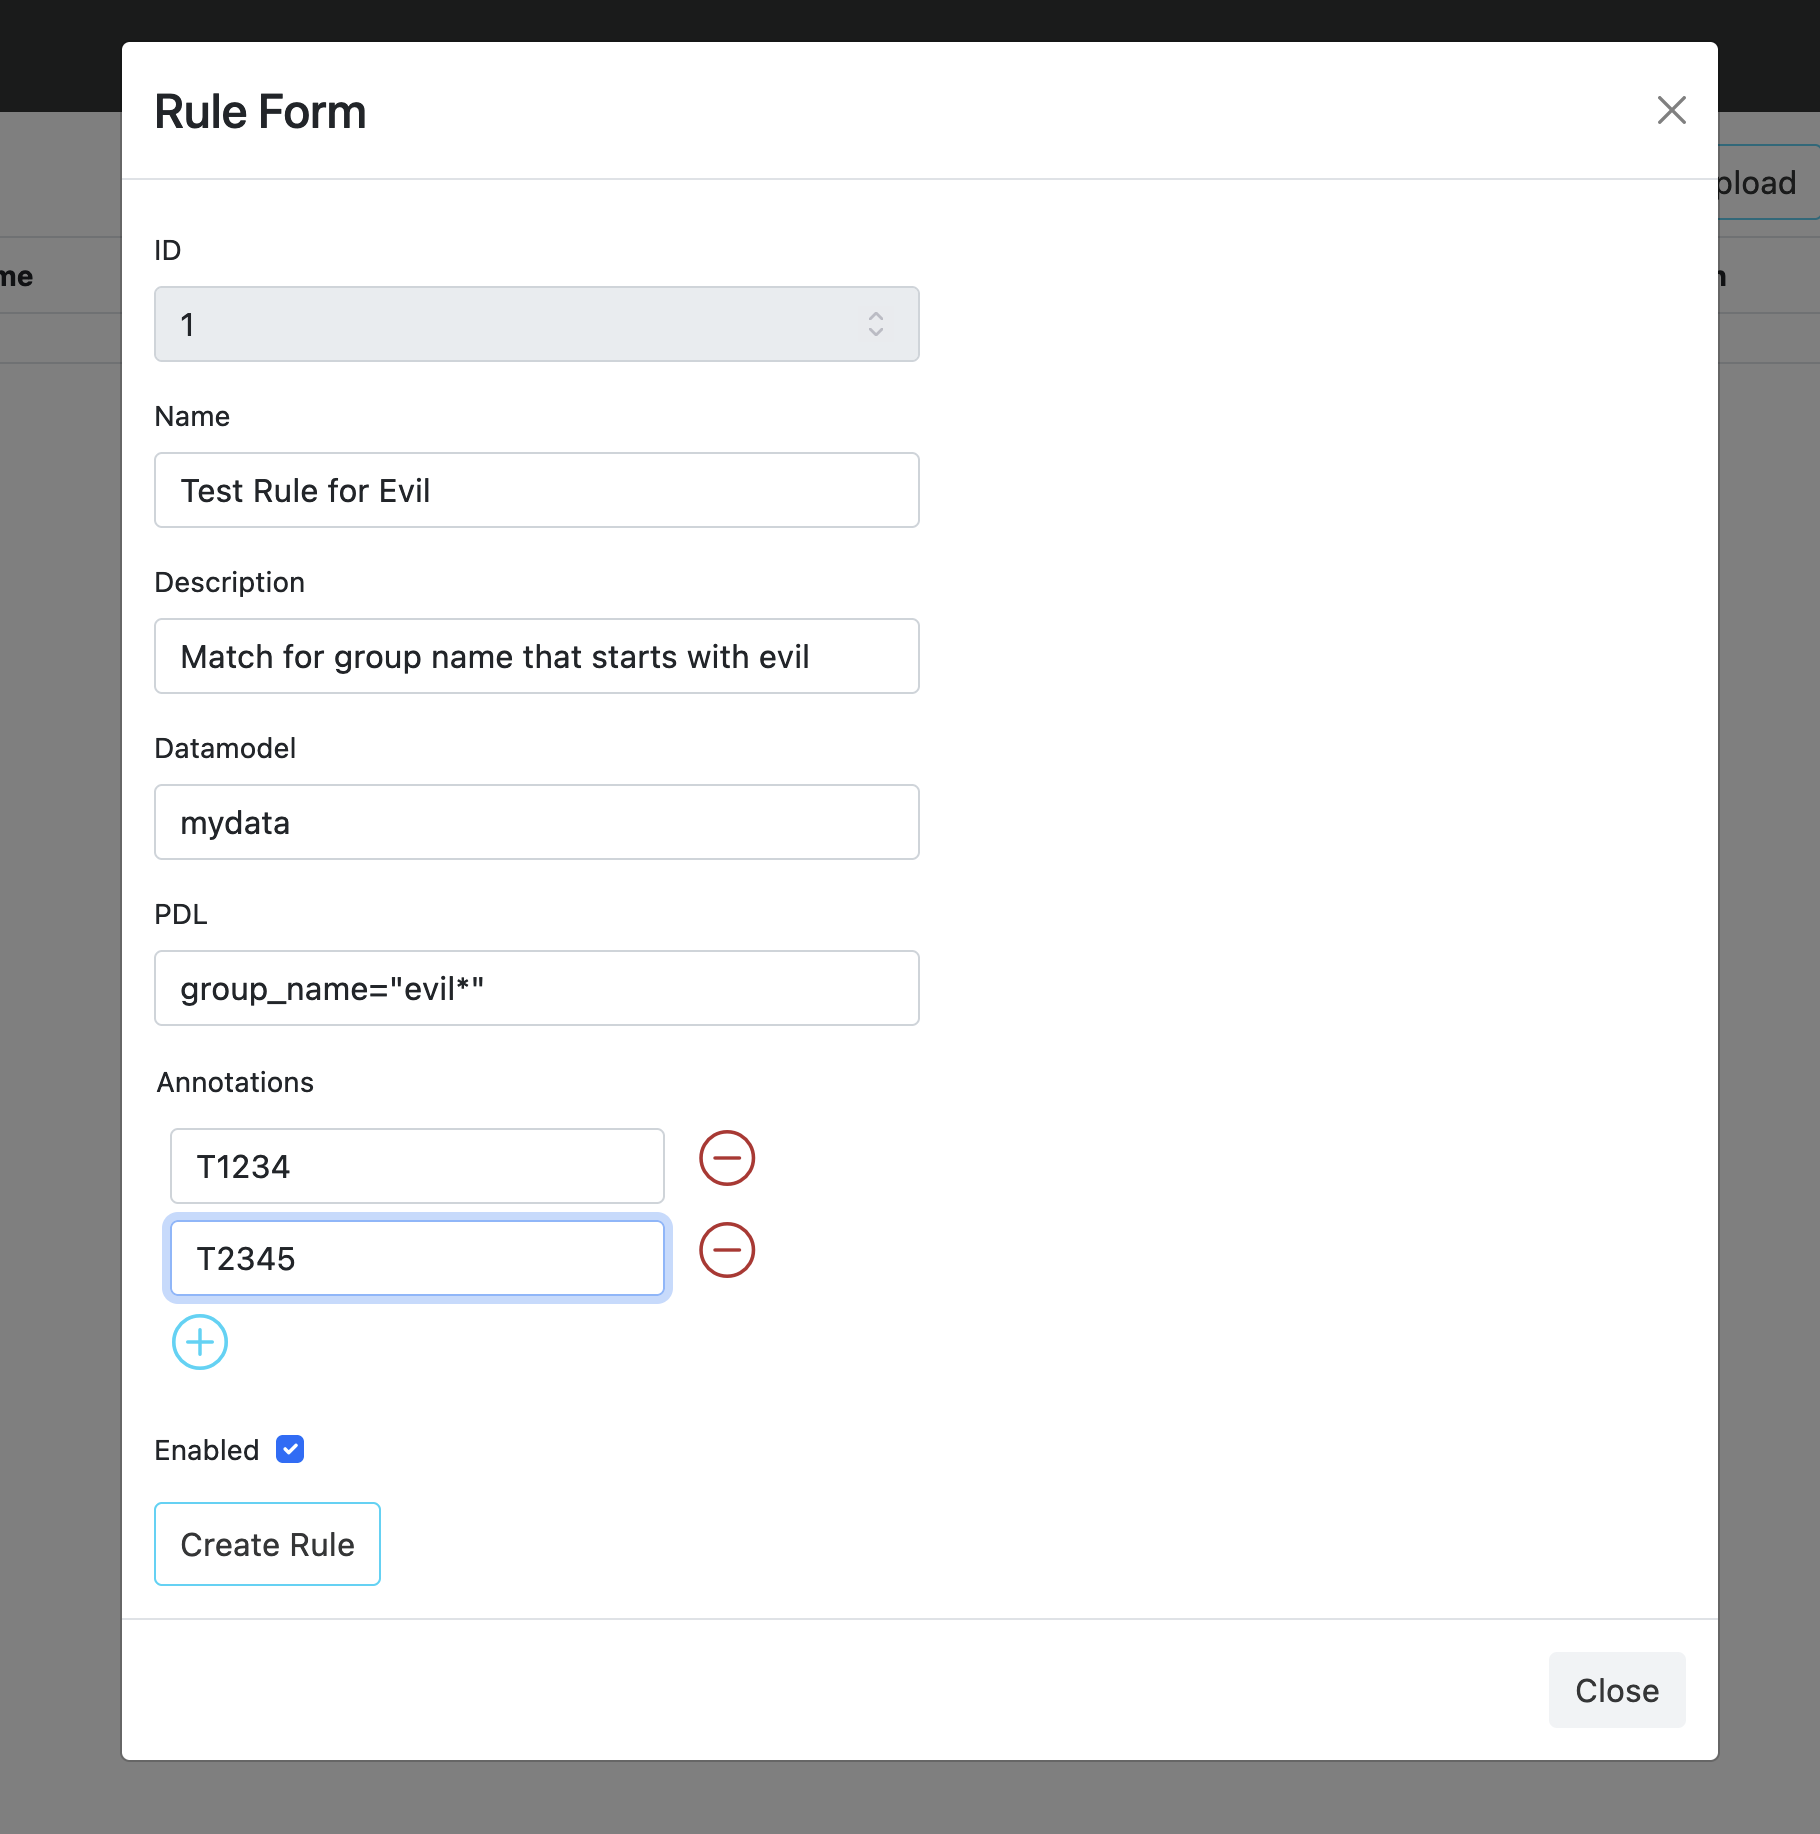 Rule Form
pload
me
ID
1
Name
Test Rule for Evil
Description
Match for group name that starts with evil
Datamodel
mydata
PDL
group_name="evil*"
Annotations
T1234
T2345
Enabled
Create Rule
Close